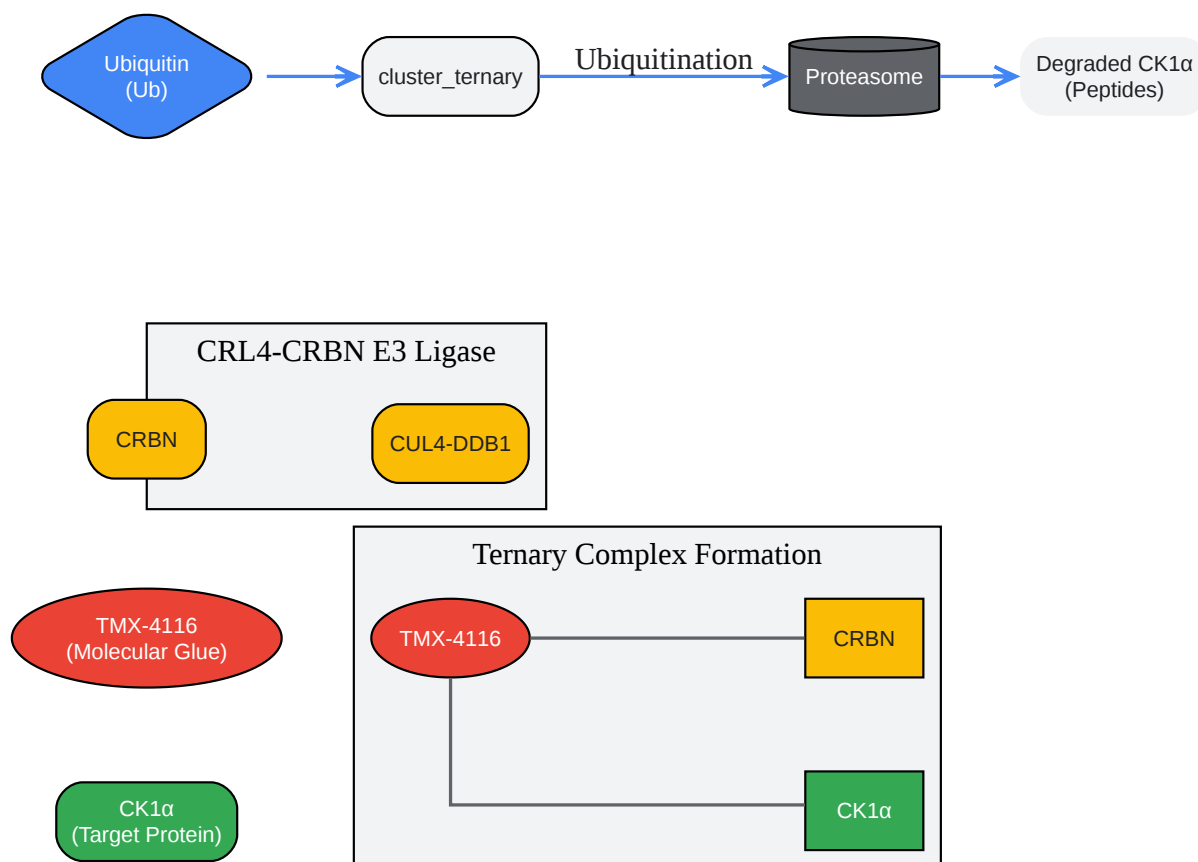 Ubiquitin
(Ub)
cluster_ternary
Ubiquitination
Proteasome
Degraded CK1α
(Peptides)
CRL4-CRBN E3 Ligase
CRBN
CUL4-DDB1
Ternary Complex Formation
TMX-4116
(Molecular Glue)
TMX-4116
CRBN
CK1α
(Target Protein)
CK1α